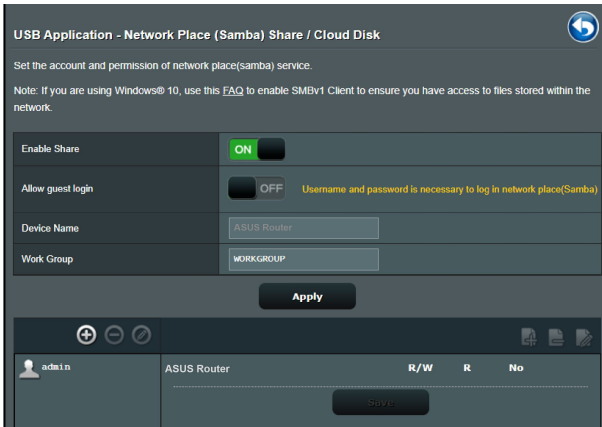 USB Application - Network Place (Samba) Share / Cloud Disk
Set the account and permission of network place(samba) service.
Note: If you are using Windows® 10, use this FAQ to enable SMBv1 Client to ensure you have access to files stored within the
network.
Enable Share ON
Allow guest login OFF Username and password is necessary to log in network place(Samba)
Device Name ASUS Router
Work Group WORKGROUP
Apply
admin ASUS Router R/W R No
Save